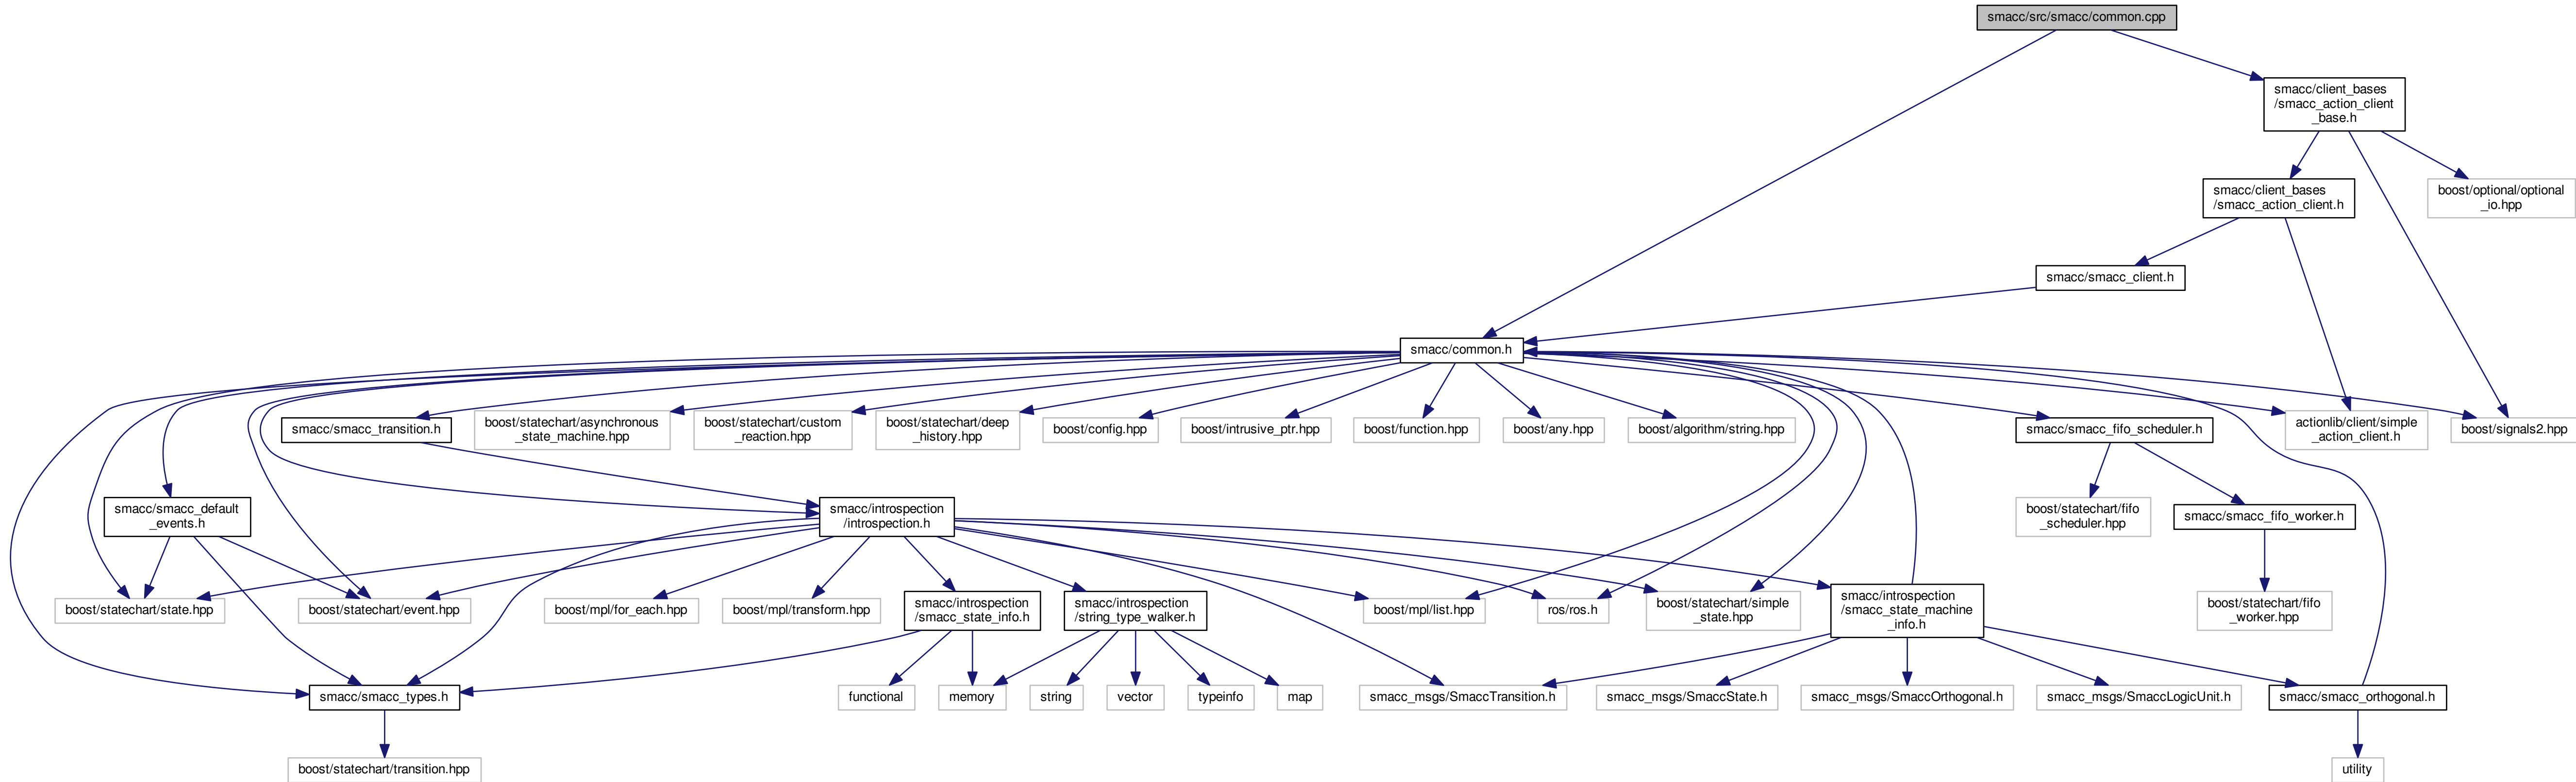 smacc/src/smacc/common.cpp
smacc/client_bases
/smacc_action_client
_base.h
smacc/client_bases
/smacc_action_client.h
boost/optional/optional
_io.hpp
smacc/smacc_client.h
smacc/common.h
smacc/smacc_transition.h
boost/statechart/asynchronous
_state_machine.hpp
boost/statechart/custom
_reaction.hpp
boost/statechart/deep
_history.hpp
boost/config.hpp
boost/intrusive_ptr.hpp
boost/function.hpp
boost/any.hpp
boost/algorithm/string.hpp
smacc/smacc_fifo_scheduler.h
actionlib/client/simple
_action_client.h
boost/signals2.hpp
smacc/smacc_default
_events.h
smacc/introspection
/introspection.h
boost/statechart/fifo
_scheduler.hpp
smacc/smacc_fifo_worker.h
boost/statechart/state.hpp
boost/statechart/event.hpp
boost/mpl/for_each.hpp
boost/mpl/transform.hpp
smacc/introspection
/smacc_state_info.h
smacc/introspection
/string_type_walker.h
boost/mpl/list.hpp
ros/ros.h
boost/statechart/simple
_state.hpp
smacc/introspection
/smacc_state_machine
_info.h
boost/statechart/fifo
_worker.hpp
smacc/smacc_types.h
functional
memory
string
vector
typeinfo
map
smacc_msgs/SmaccTransition.h
smacc_msgs/SmaccState.h
smacc_msgs/SmaccOrthogonal.h
smacc_msgs/SmaccLogicUnit.h
smacc/smacc_orthogonal.h
boost/statechart/transition.hpp
utility